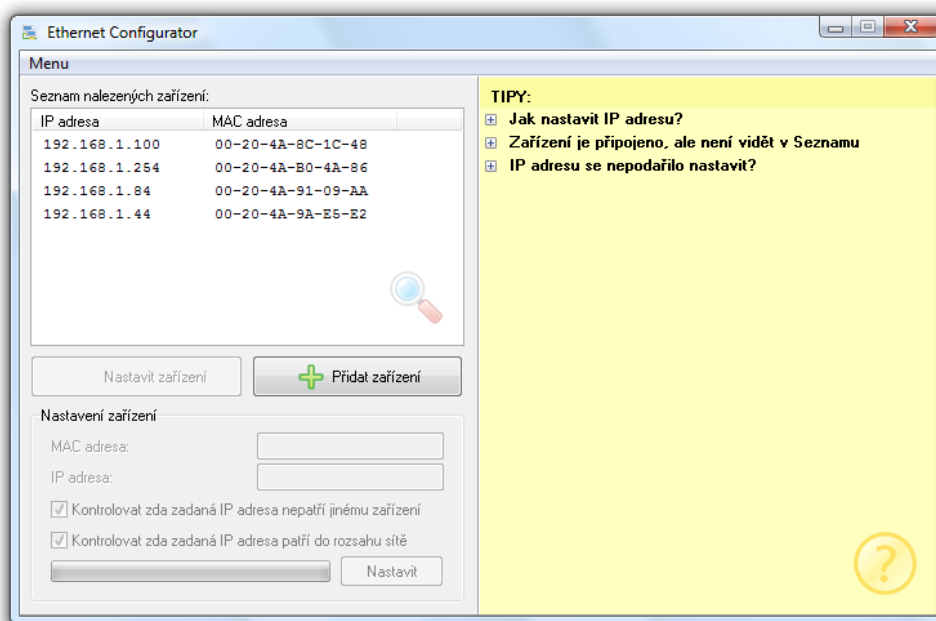 Ethernet Configurator
Menu
Seznam nalezených zařízení:
IP adresa MAC adresa
192.168.1.100 00-20-4A-8C-1C-48
192.168.1.254 00-20-4A-B0-4A-86
192.168.1.84 00-20-4A-91-09-AA
192.168.1.44 00-20-4A-9A-E5-E2
Nastavit zařízení
Přidat zařízení
Nastavení zařízení
MAC adresa:
IP adresa:
Kontrolovat zda zadaná IP adresa nepatří jinému zařízení
Kontrolovat zda zadaná IP adresa patří do rozsahu sítě
Nastavit
TIPY:
Jak nastavit IP adresu?
Zařízení je připojeno, ale není vidět v Seznamu
IP adresu se nepodařilo nastavit?